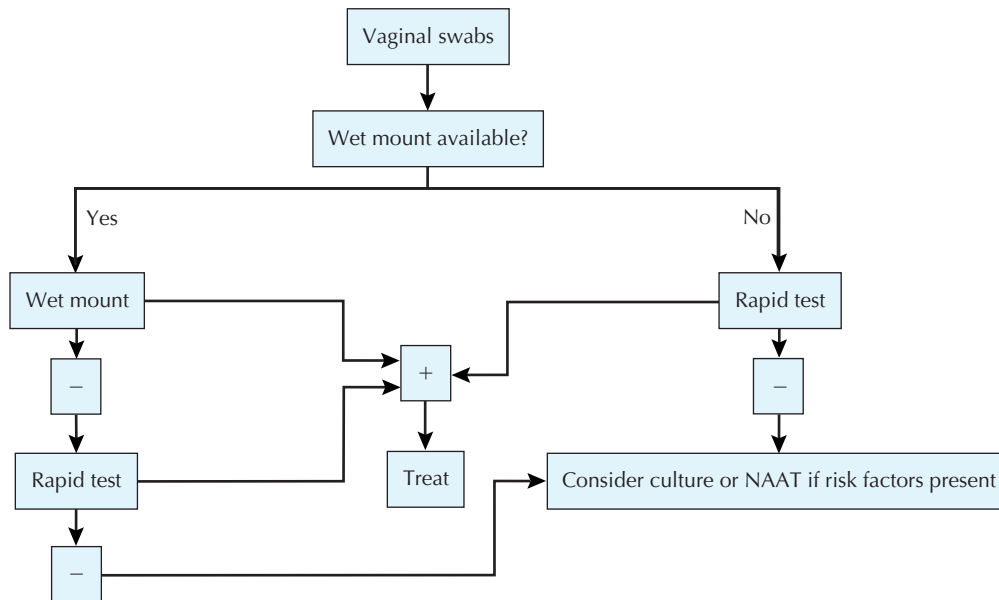 Vaginal swabs
Wet mount available?
Yes
No
Wet mount
Rapid test
−
+
−
Rapid test
Treat
Consider culture or NAAT if risk factors present
−